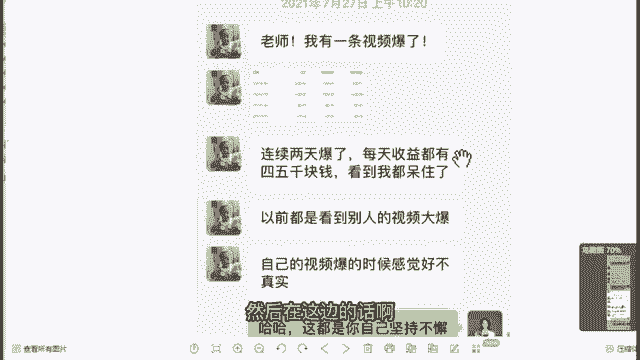 2021年7月27日 上午10:20
老师！我有一条视频爆了！
连续两天爆了，每天收益都有
四五千块钱，看到我都呆住了
以前都是看到别人的视频大爆
自己的视频爆的时候感觉好不
真实
然后在这边的话啊
哈哈，这都是你自己坚持不懈
查看所有图片